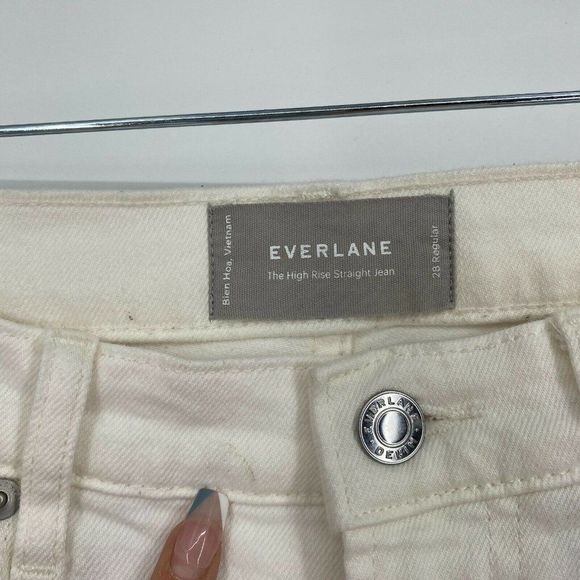 Bien Hoa, Vietnam
EVERLANE
The High Rise Straight Jean
28 Regular
EVERLANE
DENIM